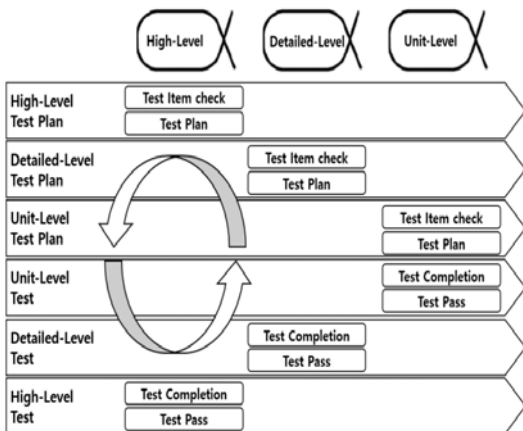 High-Level
Detailed-Level
Unit-Level
High-Level
Test Plan
Test Item check
Test Plan
Detailed-Level
Test Plan
Test Item check
Test Plan
Unit-Level
Test Plan
Test Item check
Test Plan
Unit-Level
Test
Test Completion
Test Pass
Detailed-Level
Test
Test Completion
Test Pass
High-Level
Test
Test Completion
Test Pass